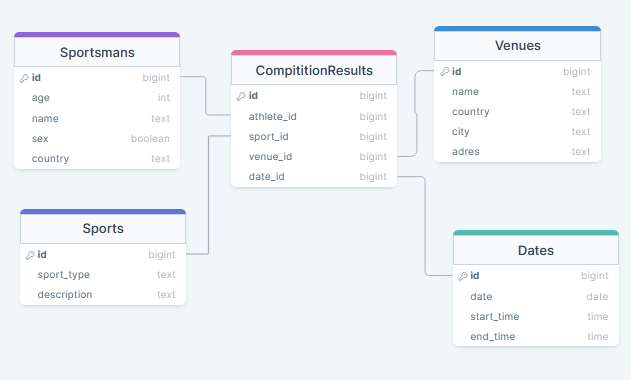 Sportsmans
id bigint
age int
name text
sex boolean
country text
CompititionResults
id bigint
athlete_id bigint
sport_id bigint
venue_id bigint
date_id bigint
Venues
id bigint
name text
country text
city text
adres text
Sports
id bigint
sport_type text
description text
Dates
id bigint
date date
start_time time
end_time time